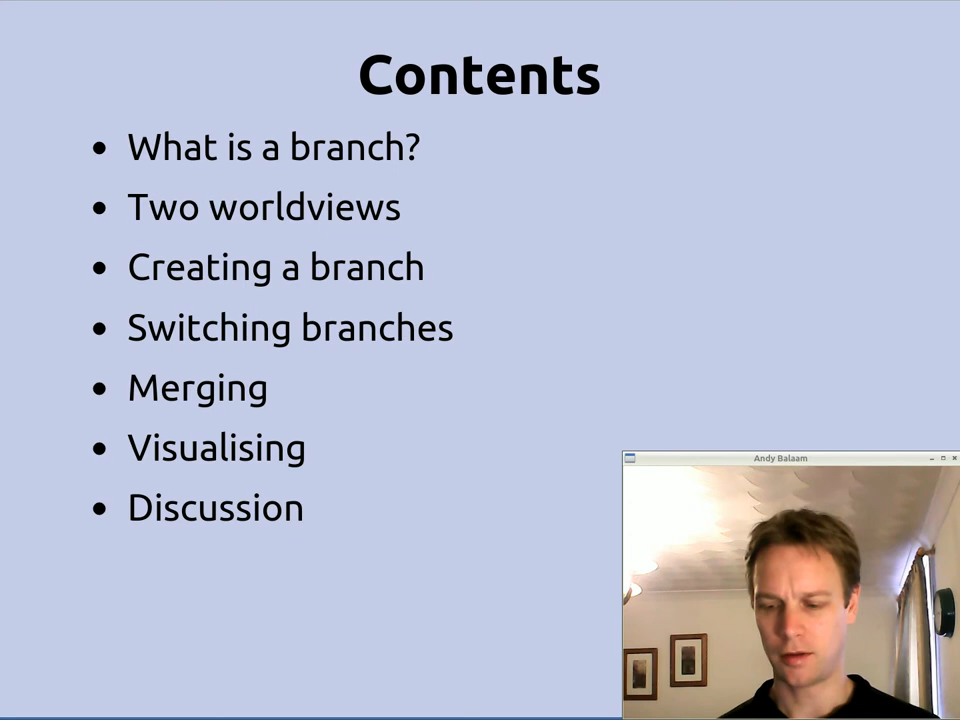 Contents
• What is a branch?
• Two worldviews
• Creating a branch
• Switching branches
• Merging
• Visualising
• Discussion
Andy Balaam